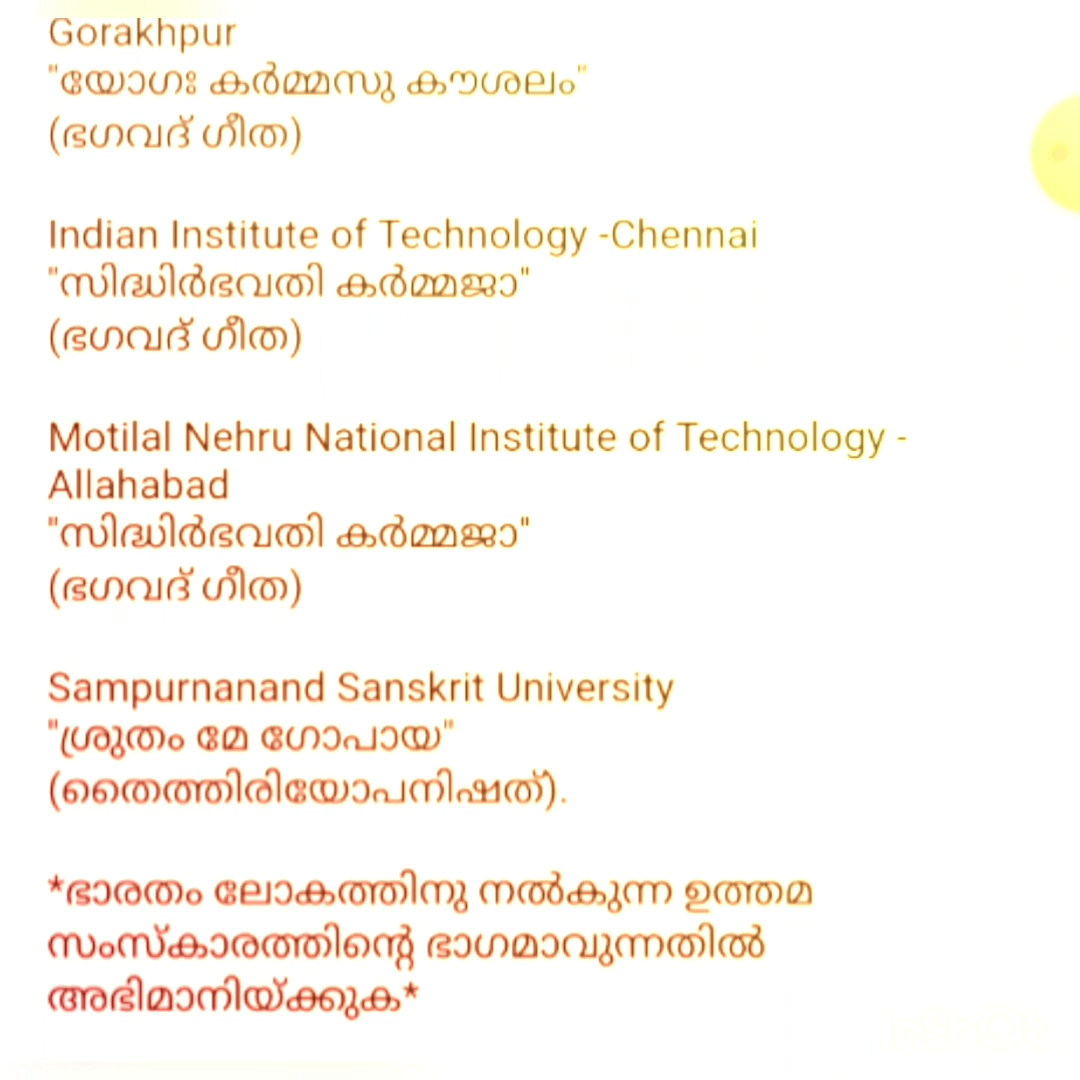 Gorakhpur
"യോഗഃ കർമ്മസു കൗശലം"
(ഭഗവദ് ഗീത)
Indian Institute of Technology -Chennai
"സിദ്ധിർഭവതി കർമ്മജാ"
(ഭഗവദ് ഗീത)
Motilal Nehru National Institute of Technology -
Allahabad
"സിദ്ധിർഭവതി കർമ്മജാ"
(ഭഗവദ് ഗീത)
Sampurnanand Sanskrit University
"ശ്രുതം മേ ഗോപായ"
(തൈത്തിരിയോപനിഷത്).
*ഭാരതം ലോകത്തിനു നൽകുന്ന ഉത്തമ
സംസ്കാരത്തിന്റെ ഭാഗമാവുന്നതിൽ
അഭിമാനിയ്ക്കുക*